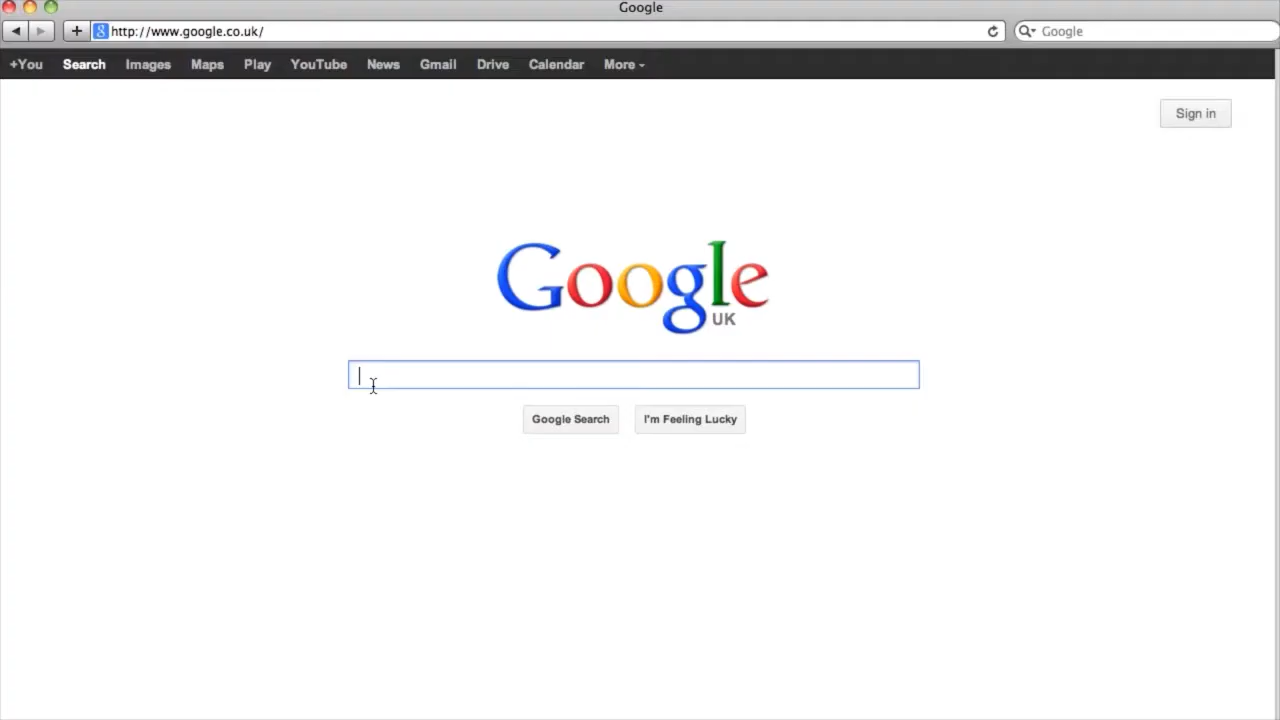 Google
http://www.google.co.uk/
Google
+You Search Images Maps Play YouTube News Gmail Drive Calendar More
Sign in
Google
UK
Google Search I'm Feeling Lucky